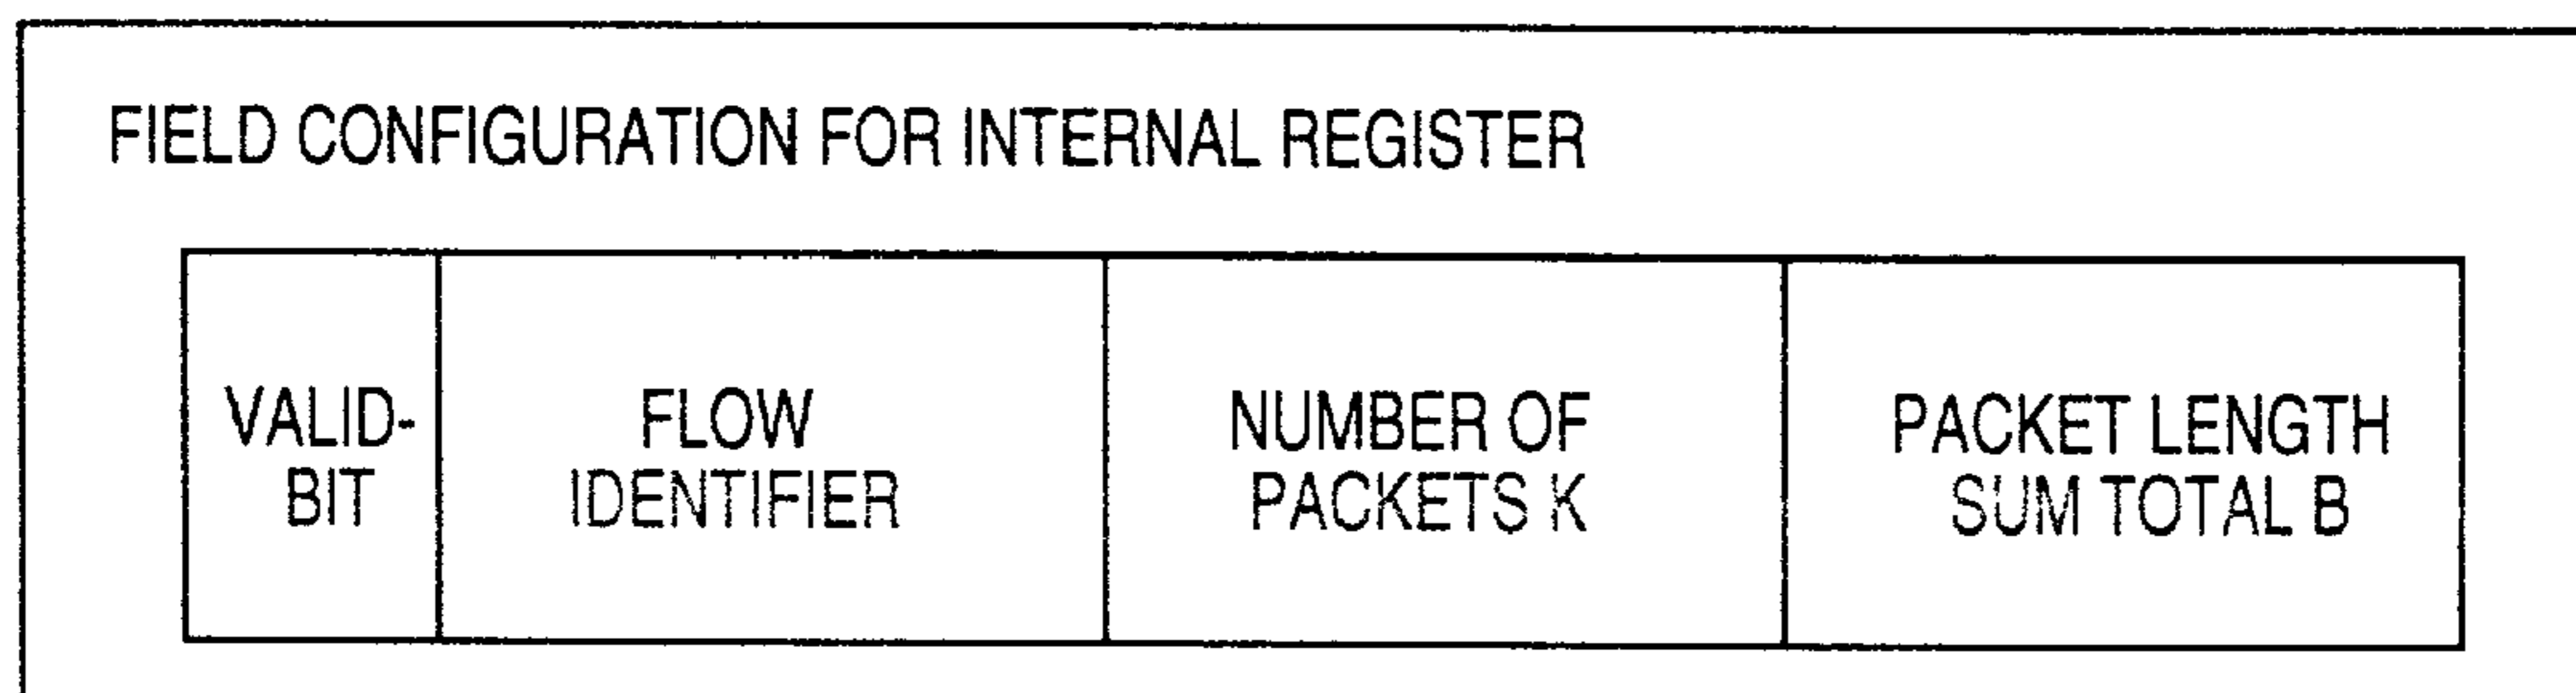 FIELD CONFIGURATION FOR INTERNAL REGISTER
VALID-
BIT
FLOW
IDENTIFIER
NUMBER OF
PACKETS K
PACKET LENGTH
SUM TOTAL B